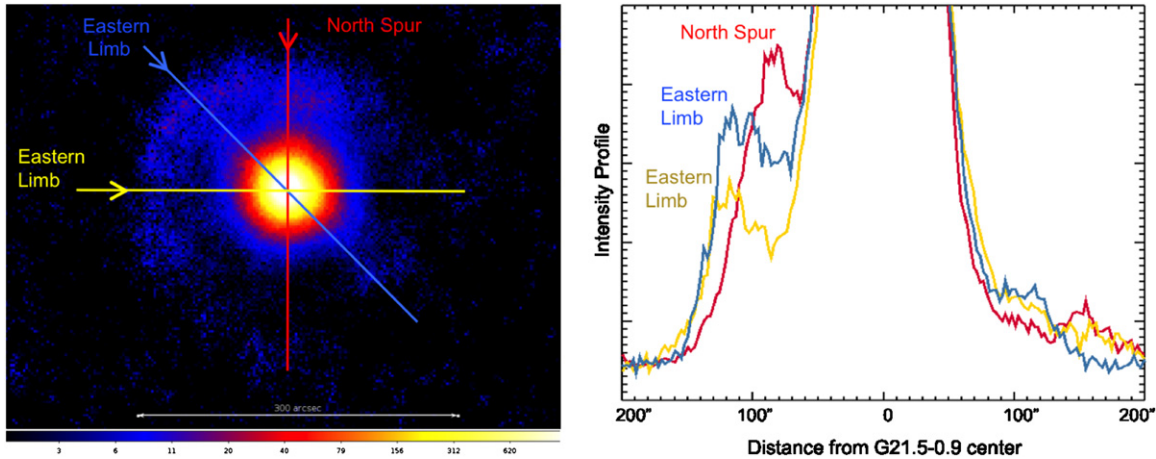 Eastern
Limb
North Spur
Eastern
Limb
300 arcsec
3 6 11 20 40 79 156 312 620
North Spur
Eastern
Limb
Eastern
Limb
Intensity Profile
200" 100" 0 100" 200"
Distance from G21.5-0.9 center